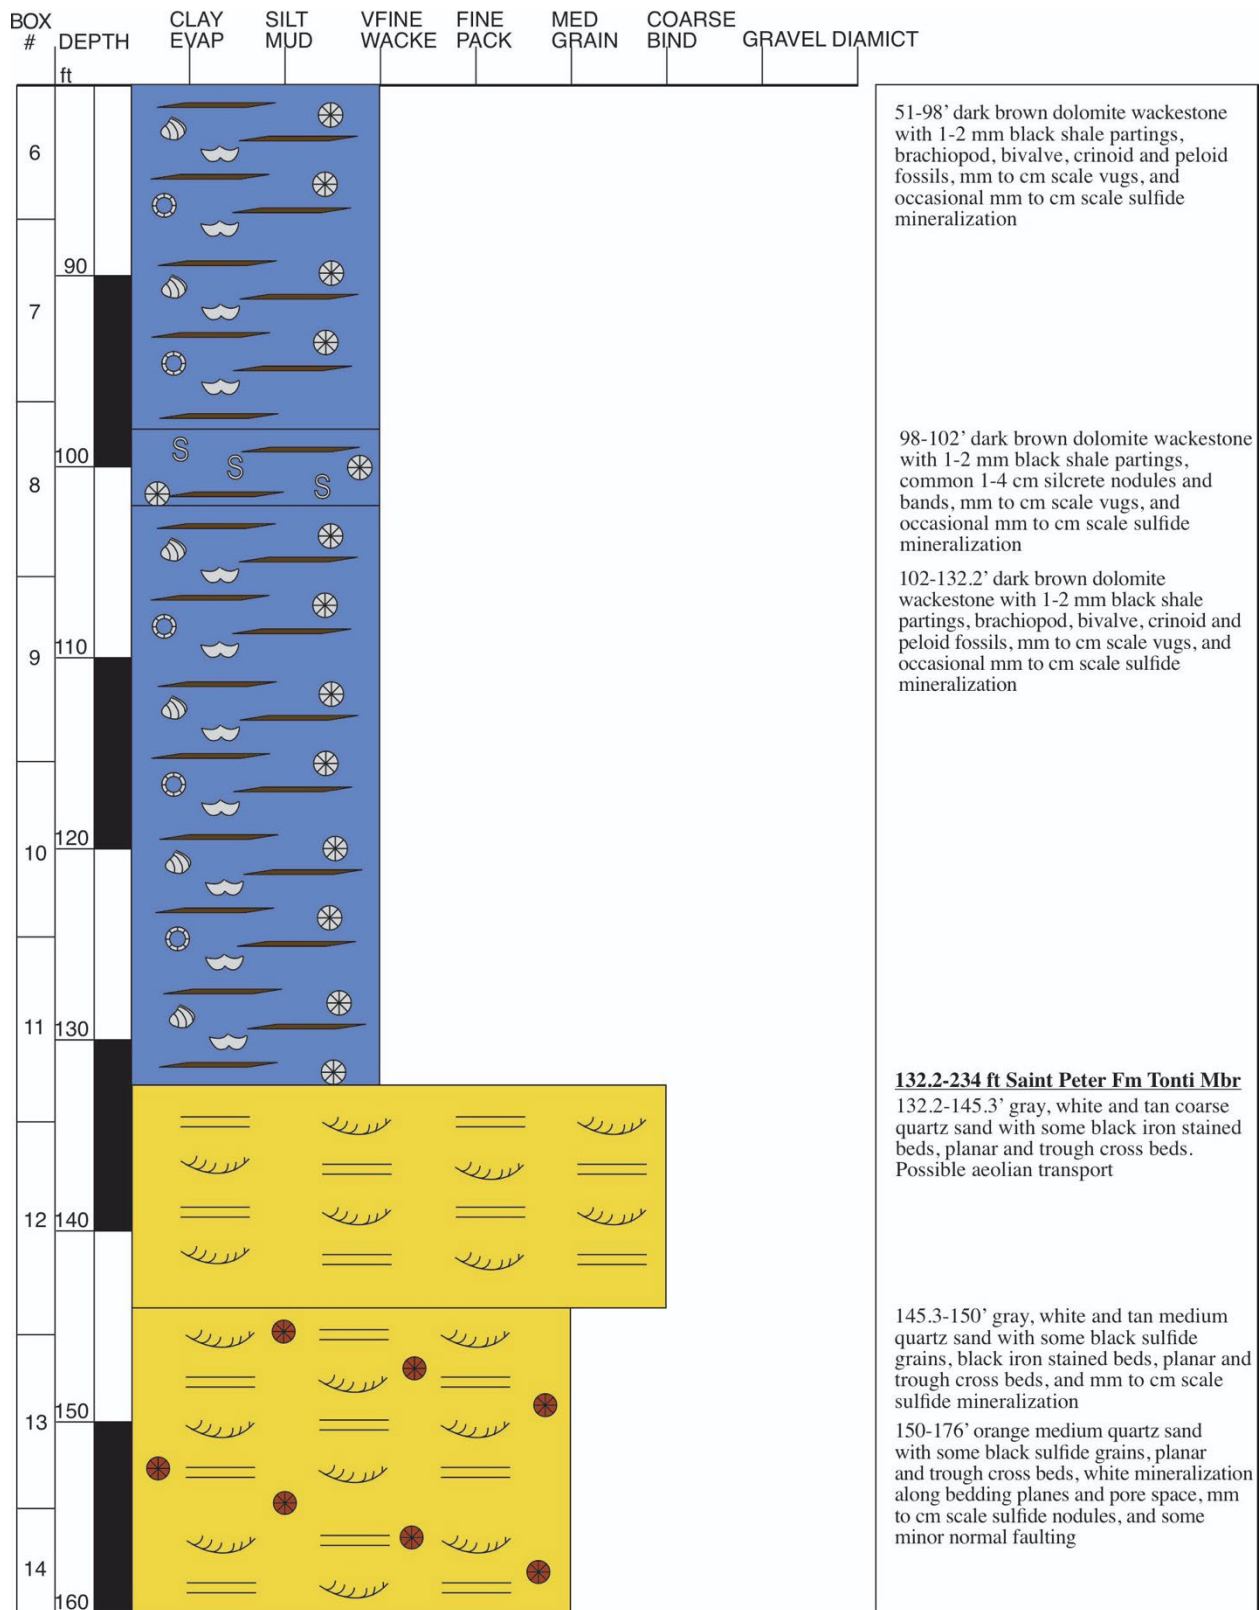 BOX
#
DEPTH
CLAY
EVAP
SILT
MUD
VFINE
WACKE
FINE
PACK
MED
GRAIN
COARSE
BIND
GRAVEL DIAMICT
ft
6
90
7
S
100
S
8
S
9
110
120
10
11
130
12
140
13
150
14
160
51-98’ dark brown dolomite wackestone
with 1-2 mm black shale partings,
brachiopod, bivalve, crinoid and peloid
fossils, mm to cm scale vugs, and
occasional mm to cm scale sulfide
mineralization
98-102’ dark brown dolomite wackestone
with 1-2 mm black shale partings,
common 1-4 cm silcrete nodules and
bands, mm to cm scale vugs, and
occasional mm to cm scale sulfide
mineralization
102-132.2’ dark brown dolomite
wackestone with 1-2 mm black shale
partings, brachiopod, bivalve, crinoid and
peloid fossils, mm to cm scale vugs, and
occasional mm to cm scale sulfide
mineralization
132.2-234 ft Saint Peter Fm Tonti Mbr
132.2-145.3’ gray, white and tan coarse
quartz sand with some black iron stained
beds, planar and trough cross beds.
Possible aeolian transport
145.3-150’ gray, white and tan medium
quartz sand with some black sulfide
grains, black iron stained beds, planar and
trough cross beds, and mm to cm scale
sulfide mineralization
150-176’ orange medium quartz sand
with some black sulfide grains, planar
and trough cross beds, white mineralization
along bedding planes and pore space, mm
to cm scale sulfide nodules, and some
minor normal faulting